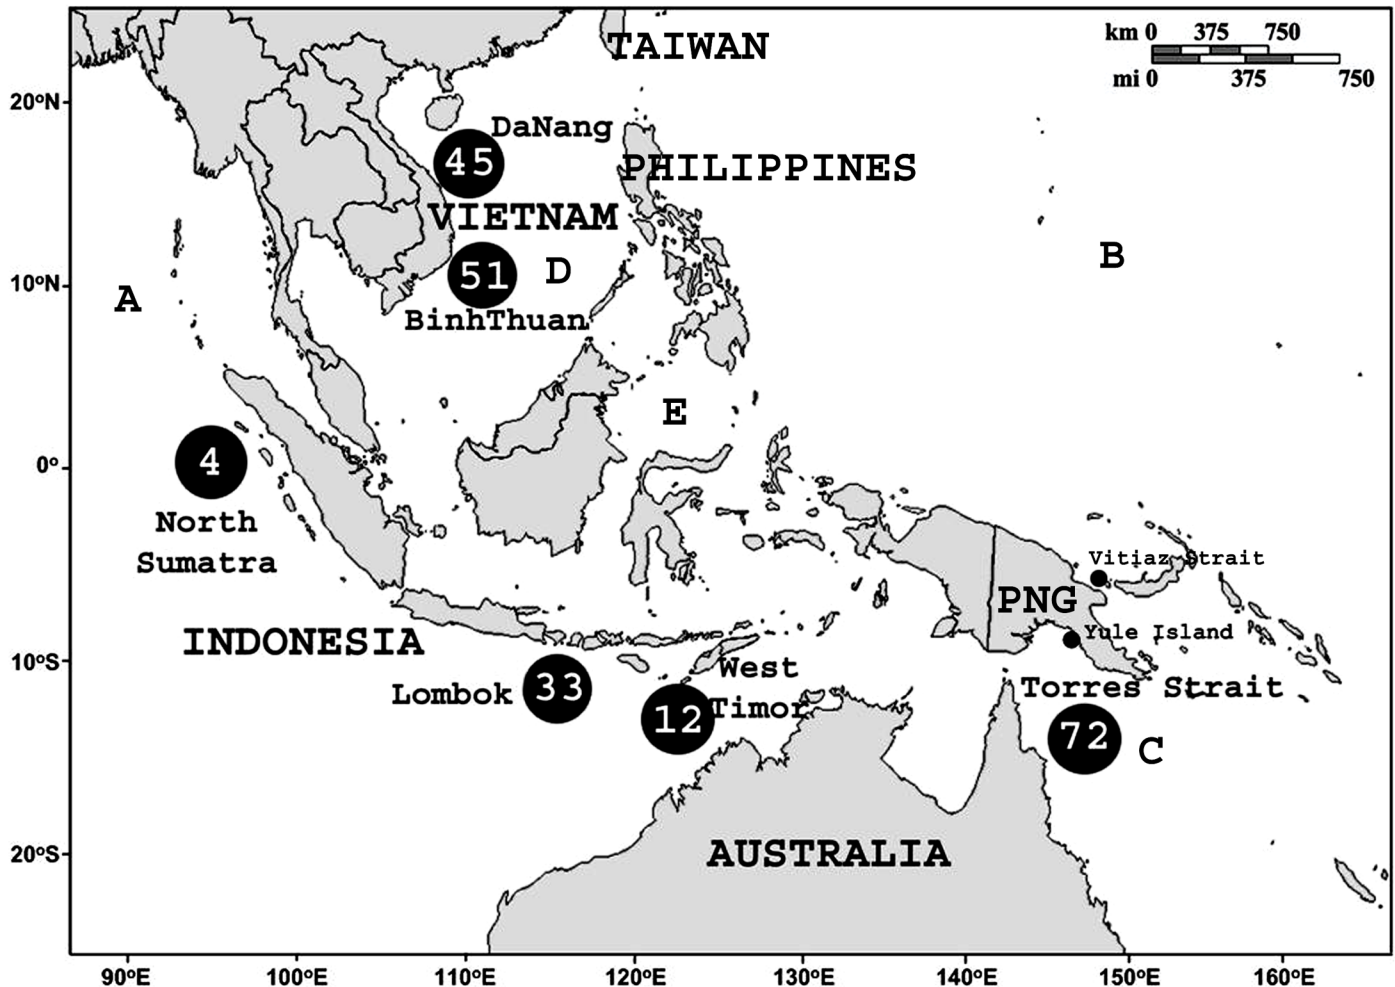 km 0 375 750
mi 0 375 750
TAIWAN
20°N
DaNang
45
PHILIPPINES
VIETNAM
B
51
D
10°N
A
BinhThuan
E
4
0°
North
Sumatra
Vitiaz Strait
PNG
Yule Island
INDONESIA
10°S
West
Lombok
33
Torres Strait
12
Timor
72
C
AUSTRALIA
20°S
90°E 100°E 110°E 120°E 130°E 140°E 150°E 160°E